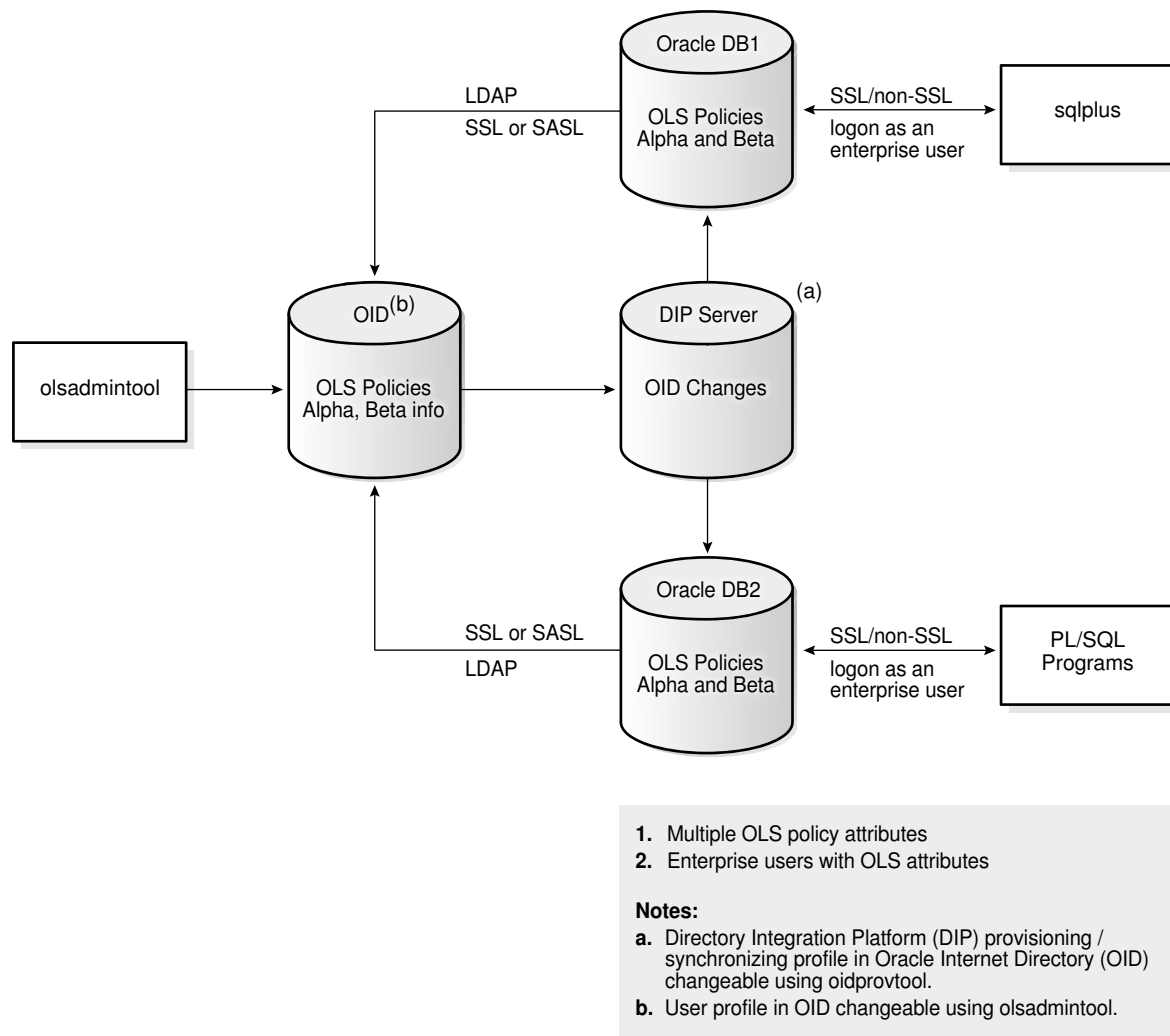 Oracle DB1
OLS Policies
Alpha and Beta
LDAP
SSL or SASL
SSL/non-SSL
logon as an
enterprise user
sqlplus
olsadmintool
OID(b)
OLS Policies
Alpha, Beta info
DIP Server
(a)
OID Changes
Oracle DB2
OLS Policies
Alpha and Beta
SSL or SASL
LDAP
SSL/non-SSL
logon as an
enterprise user
PL/SQL
Programs
1. Multiple OLS policy attributes
2. Enterprise users with OLS attributes
Notes:
a. Directory Integration Platform (DIP) provisioning /
synchronizing profile in Oracle Internet Directory (OID)
changeable using oidprovtool.
b. User profile in OID changeable using olsadmintool.